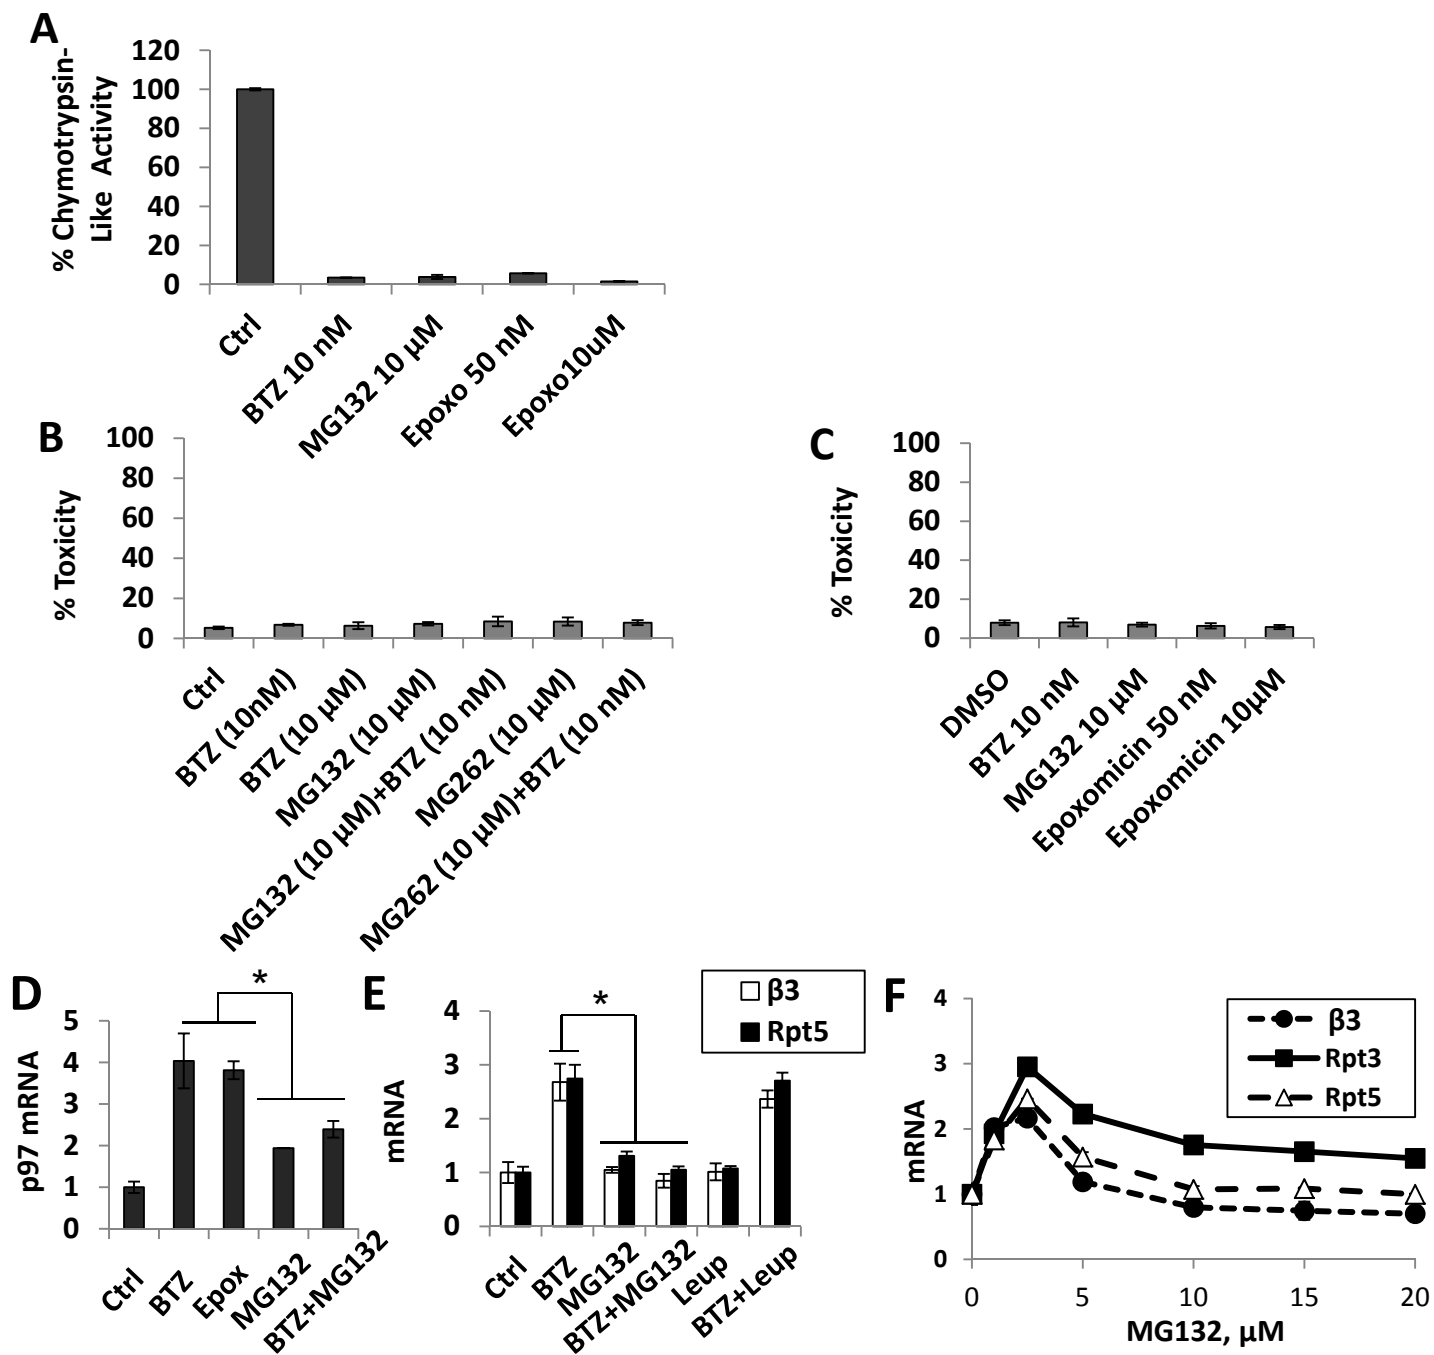 A
% Chymotrypsin-
Like Activity
120
100
80
60
40
20
0
Ctrl
BTZ 10 nM
MG132 10 µM
Epoxo 50 nM
Epoxo10uM
B
% Toxicity
100
80
60
40
20
0
Ctrl
BTZ (10nM)
BTZ (10 µM)
MG132 (10 µM)
MG132 (10 µM)+BTZ (10 nM)
MG262 (10 µM)
MG262 (10 µM)+BTZ (10 nM)
C
% Toxicity
100
80
60
40
20
0
DMSO
BTZ 10 nM
MG132 10 µM
Epoxomicin 50 nM
Epoxomicin 10µM
D
p97 mRNA
5
4
3
2
1
0
*
Ctrl
BTZ
Epox
MG132
BTZ+MG132
E
mRNA
4
3
2
1
0
*
β3
Rpt5
Ctrl
BTZ
MG132
BTZ+MG132
Leup
BTZ+Leup
F
mRNA
4
3
2
1
0
β3
Rpt3
Rpt5
0
5
10
15
20
MG132, µM